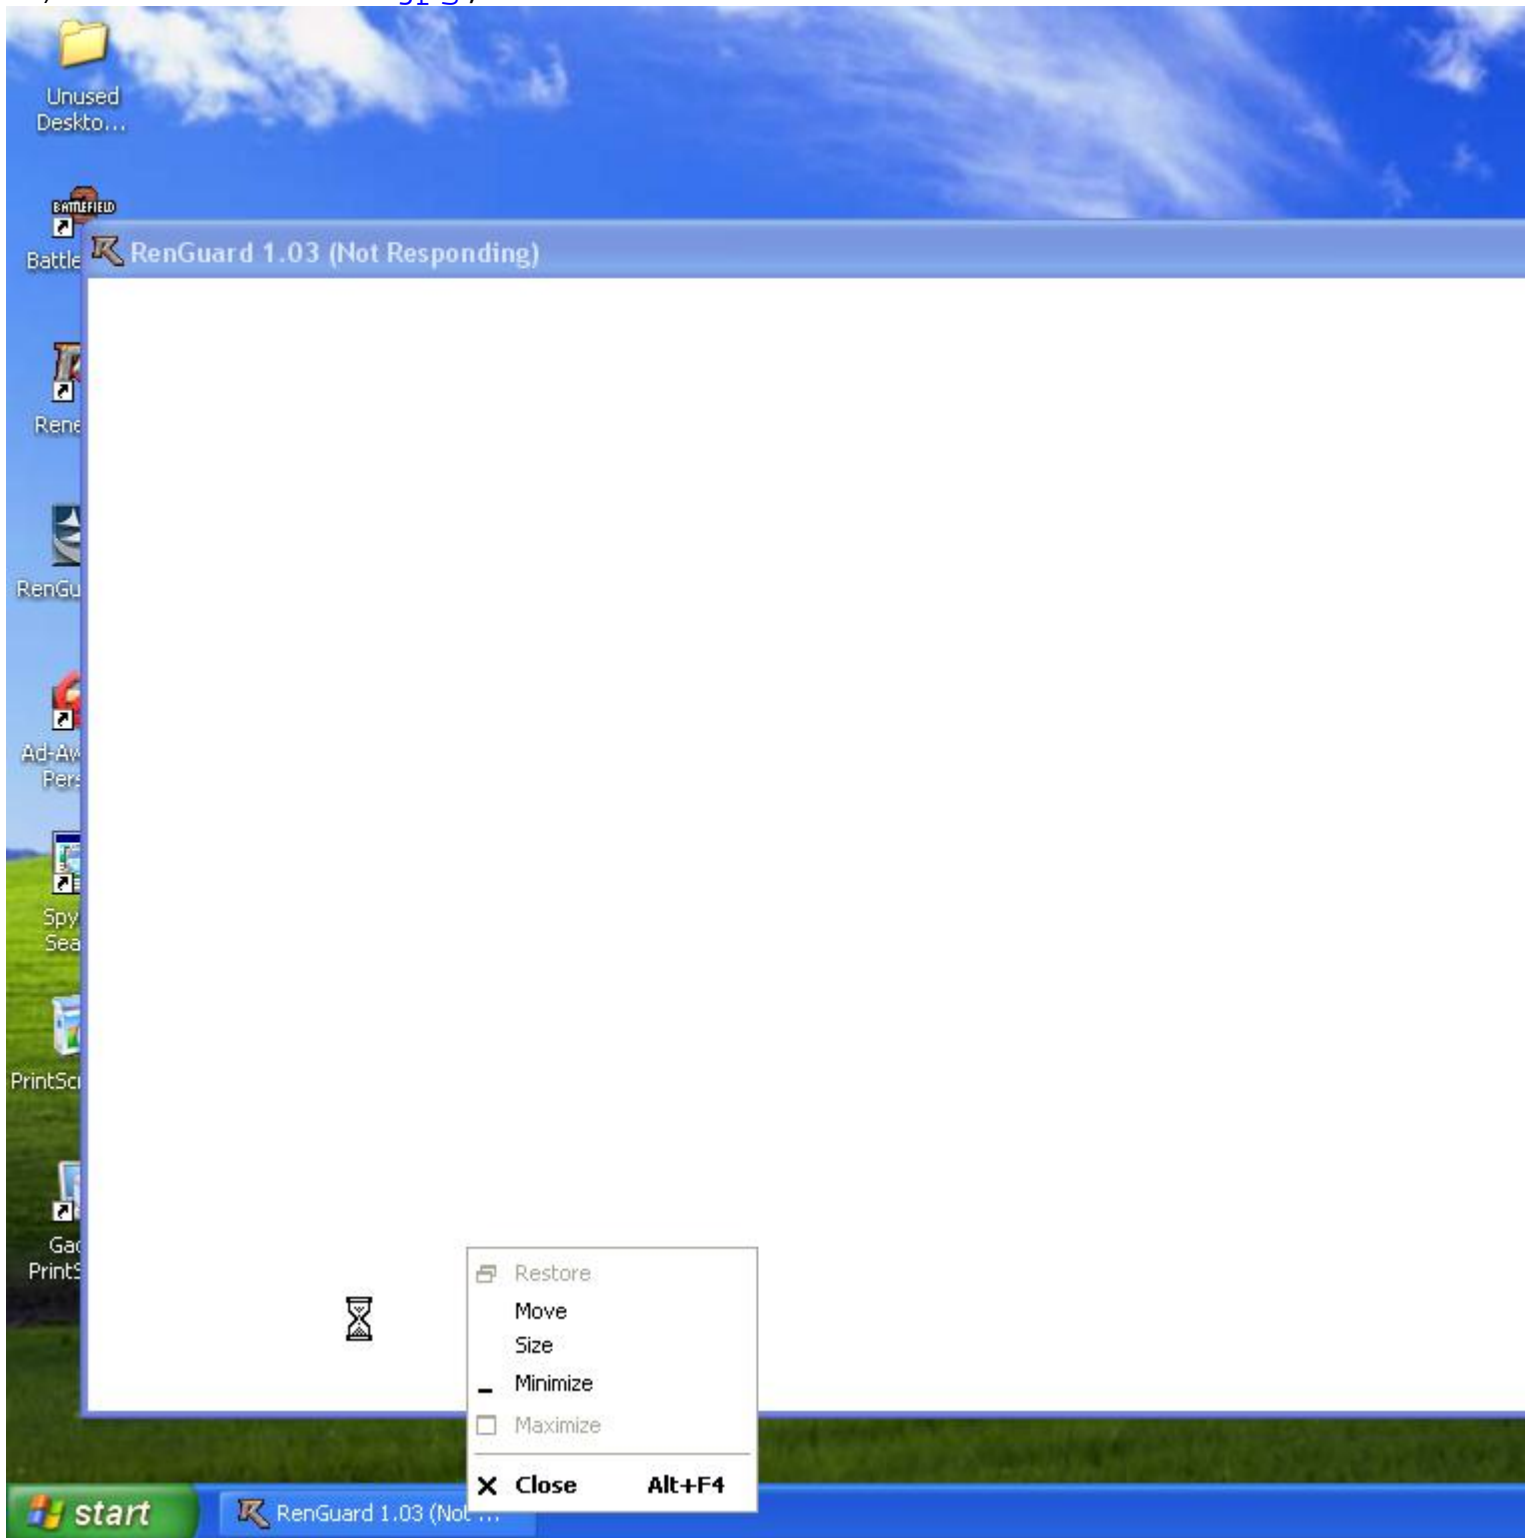 Unused
Deskto...
BATTLEFIELD
Battle
RenGuard 1.03 (Not Responding)
Rene
RenGu
Ad-Aw
Pers
Spy
Sea
PrintScr
Gad
PrintS
Restore
Move
Size
Minimize
Maximize
Close Alt+F4
start
RenGuard 1.03 (Not ...